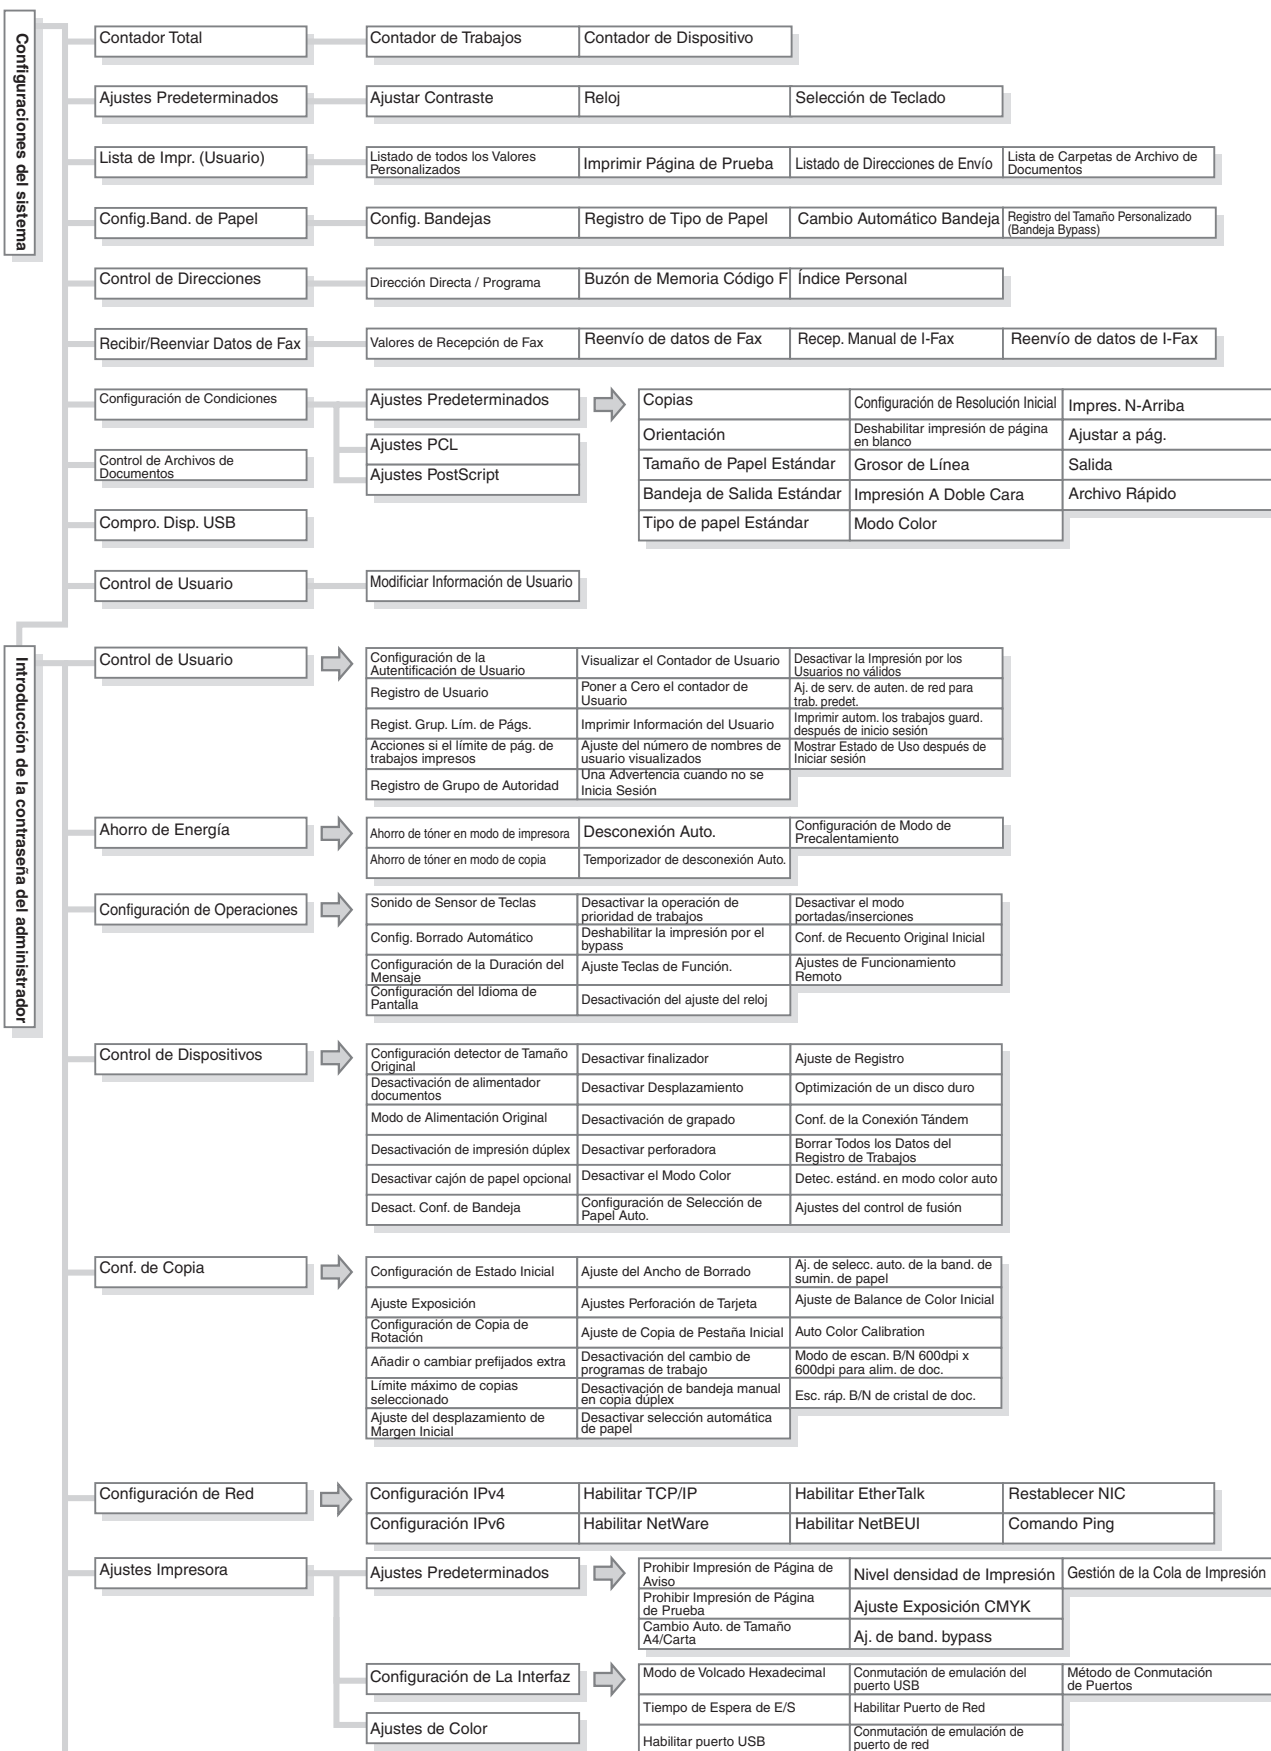 Configuraciones del sistema
Contador Total
Contador de Trabajos
Contador de Dispositivo
Ajustes Predeterminados
Ajustar Contraste
Reloj
Selección de Teclado
Lista de Impr. (Usuario)
Listado de todos los Valores
Personalizados
Imprimir Página de Prueba
Listado de Direcciones de Envío
Lista de Carpetas de Archivo de
Documentos
Config.Band. de Papel
Config. Bandejas
Registro de Tipo de Papel
Cambio Automático Bandeja
Registro del Tamaño Personalizado
(Bandeja Bypass)
Control de Direcciones
Dirección Directa / Programa
Buzón de Memoria Código F
Índice Personal
Recibir/Reenviar Datos de Fax
Valores de Recepción de Fax
Reenvío de datos de Fax
Recep. Manual de I-Fax
Reenvío de datos de I-Fax
Configuración de Condiciones
Ajustes Predeterminados
Copias
Configuración de Resolución Inicial
Impres. N-Arriba
Orientación
Deshabilitar impresión de página
en blanco
Ajustar a pág.
Ajustes PCL
Control de Archivos de
Documentos
Tamaño de Papel Estándar
Grosor de Línea
Salida
Ajustes PostScript
Bandeja de Salida Estándar
Impresión A Doble Cara
Archivo Rápido
Compro. Disp. USB
Tipo de papel Estándar
Modo Color
Control de Usuario
Modificiar Información de Usuario
Introducción de la contraseña del administrador
Control de Usuario
Configuración de la
Autentificación de Usuario
Visualizar el Contador de Usuario
Desactivar la Impresión por los
Usuarios no válidos
Registro de Usuario
Poner a Cero el contador de
Usuario
Aj. de serv. de auten. de red para
trab. predet.
Regist. Grup. Lím. de Págs.
Imprimir Información del Usuario
Imprimir autom. los trabajos guard.
después de inicio sesión
Acciones si el límite de pág. de
trabajos impresos
Ajuste del número de nombres de
usuario visualizados
Mostrar Estado de Uso después de
Iniciar sesión
Registro de Grupo de Autoridad
Una Advertencia cuando no se
Inicia Sesión
Ahorro de Energía
Ahorro de tóner en modo de impresora
Desconexión Auto.
Configuración de Modo de
Precalentamiento
Ahorro de tóner en modo de copia
Temporizador de desconexión Auto.
Configuración de Operaciones
Sonido de Sensor de Teclas
Desactivar la operación de
prioridad de trabajos
Desactivar el modo
portadas/inserciones
Config. Borrado Automático
Deshabilitar la impresión por el
bypass
Conf. de Recuento Original Inicial
Configuración de la Duración del
Mensaje
Ajuste Teclas de Función.
Ajustes de Funcionamiento
Remoto
Configuración del Idioma de
Pantalla
Desactivación del ajuste del reloj
Control de Dispositivos
Configuración detector de Tamaño
Original
Desactivar finalizador
Ajuste de Registro
Desactivación de alimentador
documentos
Desactivar Desplazamiento
Optimización de un disco duro
Modo de Alimentación Original
Desactivación de grapado
Conf. de la Conexión Tándem
Desactivación de impresión dúplex
Desactivar perforadora
Borrar Todos los Datos del
Registro de Trabajos
Desactivar cajón de papel opcional
Desactivar el Modo Color
Detec. estánd. en modo color auto
Desact. Conf. de Bandeja
Configuración de Selección de
Papel Auto.
Ajustes del control de fusión
Conf. de Copia
Configuración de Estado Inicial
Ajuste del Ancho de Borrado
Aj. de selecc. auto. de la band. de
sumin. de papel
Ajuste Exposición
Ajustes Perforación de Tarjeta
Ajuste de Balance de Color Inicial
Configuración de Copia de
Rotación
Ajuste de Copia de Pestaña Inicial
Auto Color Calibration
Añadir o cambiar prefijados extra
Desactivación del cambio de
programas de trabajo
Modo de escan. B/N 600dpi x
600dpi para alim. de doc.
Límite máximo de copias
seleccionado
Desactivación de bandeja manual
en copia dúplex
Esc. ráp. B/N de cristal de doc.
Ajuste del desplazamiento de
Margen Inicial
Desactivar selección automática
de papel
Configuración de Red
Configuración IPv4
Habilitar TCP/IP
Habilitar EtherTalk
Restablecer NIC
Configuración IPv6
Habilitar NetWare
Habilitar NetBEUI
Comando Ping
Ajustes Impresora
Ajustes Predeterminados
Prohibir Impresión de Página de
Aviso
Nivel densidad de Impresión
Gestión de la Cola de Impresión
Prohibir Impresión de Página
de Prueba
Ajuste Exposición CMYK
Cambio Auto. de Tamaño
A4/Carta
Aj. de band. bypass
Configuración de La Interfaz
Modo de Volcado Hexadecimal
Conmutación de emulación del
puerto USB
Método de Conmutación
de Puertos
Tiempo de Espera de E/S
Habilitar Puerto de Red
Ajustes de Color
Habilitar puerto USB
Conmutación de emulación de
puerto de red